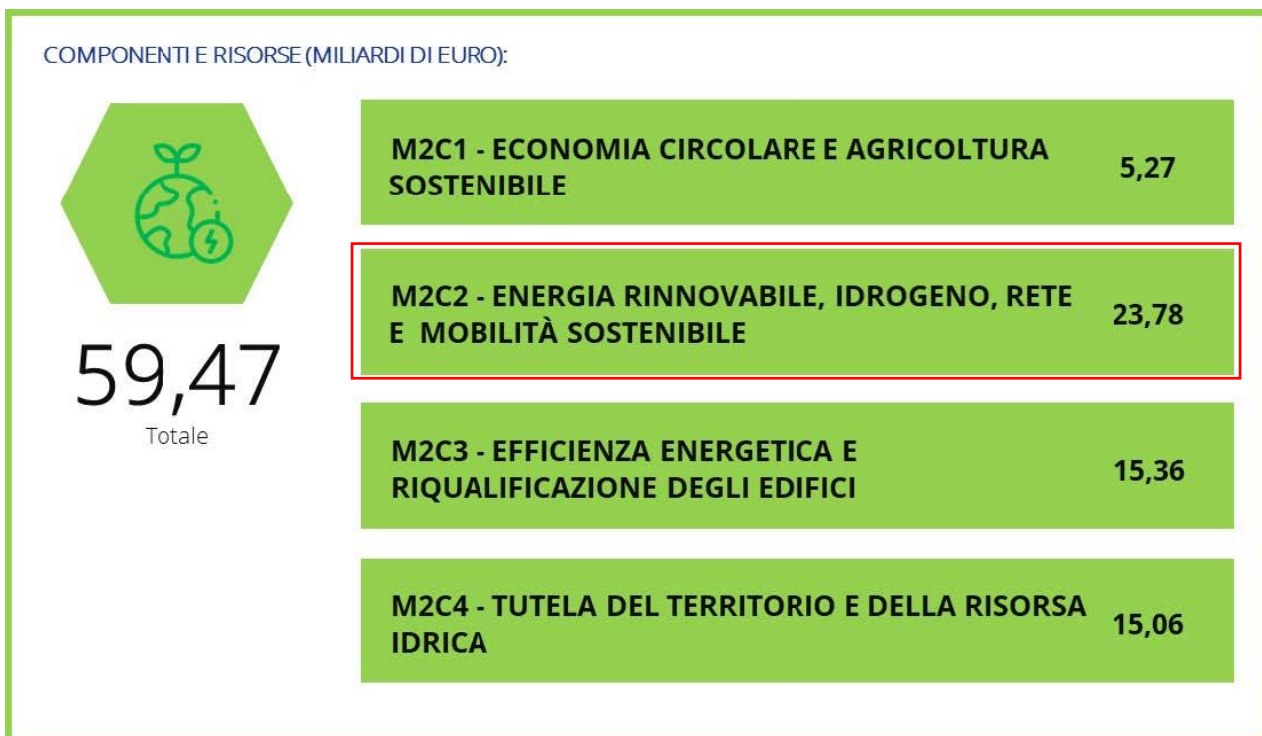 COMPONENTI E RISORSE (MILIARDI DI EURO):
M2C1 - ECONOMIA CIRCOLARE E AGRICOLTURA
SOSTENIBILE
5,27
M2C2 - ENERGIA RINNOVABILE, IDROGENO, RETE
E MOBILITÀ SOSTENIBILE
23,78
59,47
Totale
M2C3 - EFFICIENZA ENERGETICA E
RIQUALIFICAZIONE DEGLI EDIFICI
15,36
M2C4 - TUTELA DEL TERRITORIO E DELLA RISORSA
IDRICA
15,06